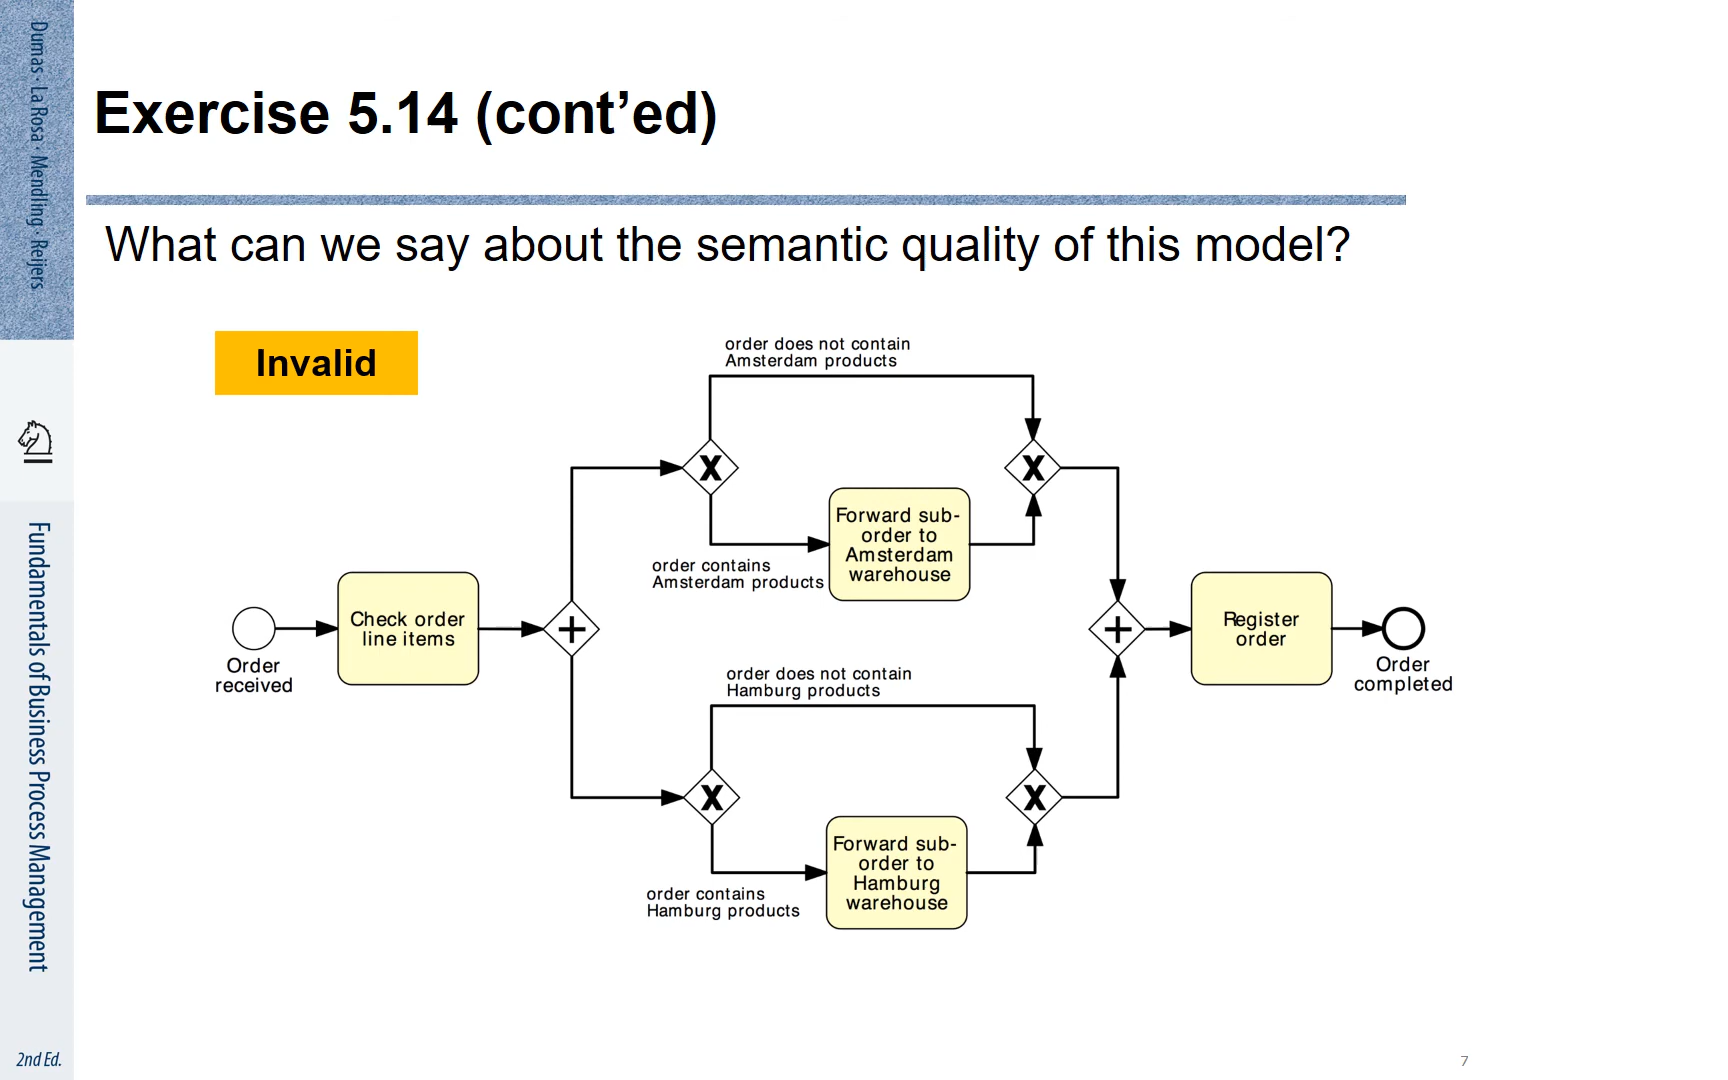 Dumas · La Rosa · Mendling · Reijers
Fundamentals of Business Process Management
2nd Ed.
Exercise 5.14 (cont’ed)
What can we say about the semantic quality of this model?
Invalid
order does not contain
Amsterdam products
X
X
Forward sub-
order to
Amsterdam
warehouse
order contains
Amsterdam products
Order
received
Check order
line items
+
+
Register
order
Order
completed
order does not contain
Hamburg products
X
X
Forward sub-
order to
Hamburg
warehouse
order contains
Hamburg products
7